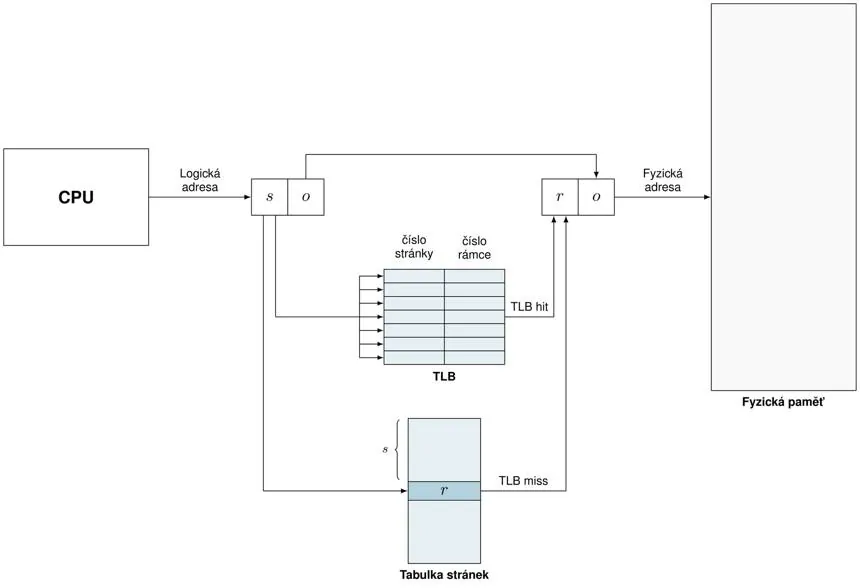 CPU
Logická
adresa
s o
r o
Fyzická
adresa
číslo
stránky
číslo
rámce
TLB hit
TLB
Fyzická paměť
s
r
TLB miss
Tabulka stránek